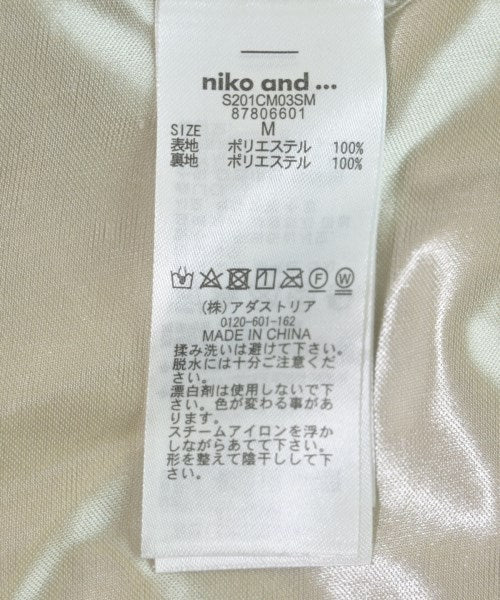 niko and ...
S201CM03SM
87806601
SIZE M
表地 ポリエステル 100%
裏地 ポリエステル 100%
F W
(株) アダストリア
0120-601-162
MADE IN CHINA
揉み洗いは避けて下さい。
脱水には十分ご注意くだ
さい。
漂白剤は使用しないで下
さい。色が変わる事があ
ります。
スチームアイロンを浮か
しながらあてて下さい。
形を整えて陰干しして下
さい。